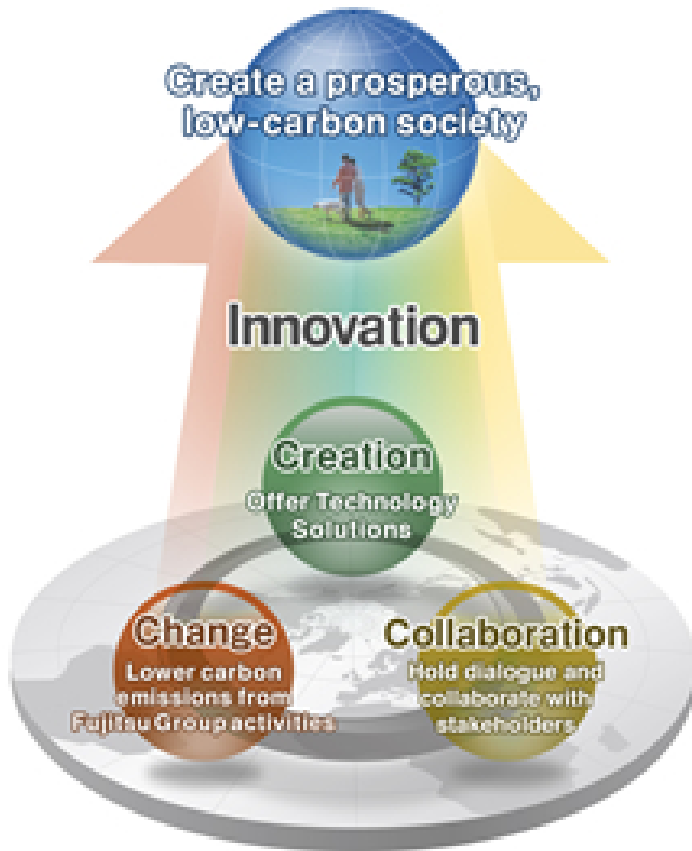 Create a prosperous,
low-carbon society
Innovation
Creation
Offer Technology
Solutions
Change
Lower carbon
emissions from
Fujitsu Group activities
Collaboration
Hold dialogue and
collaborate with
stakeholders